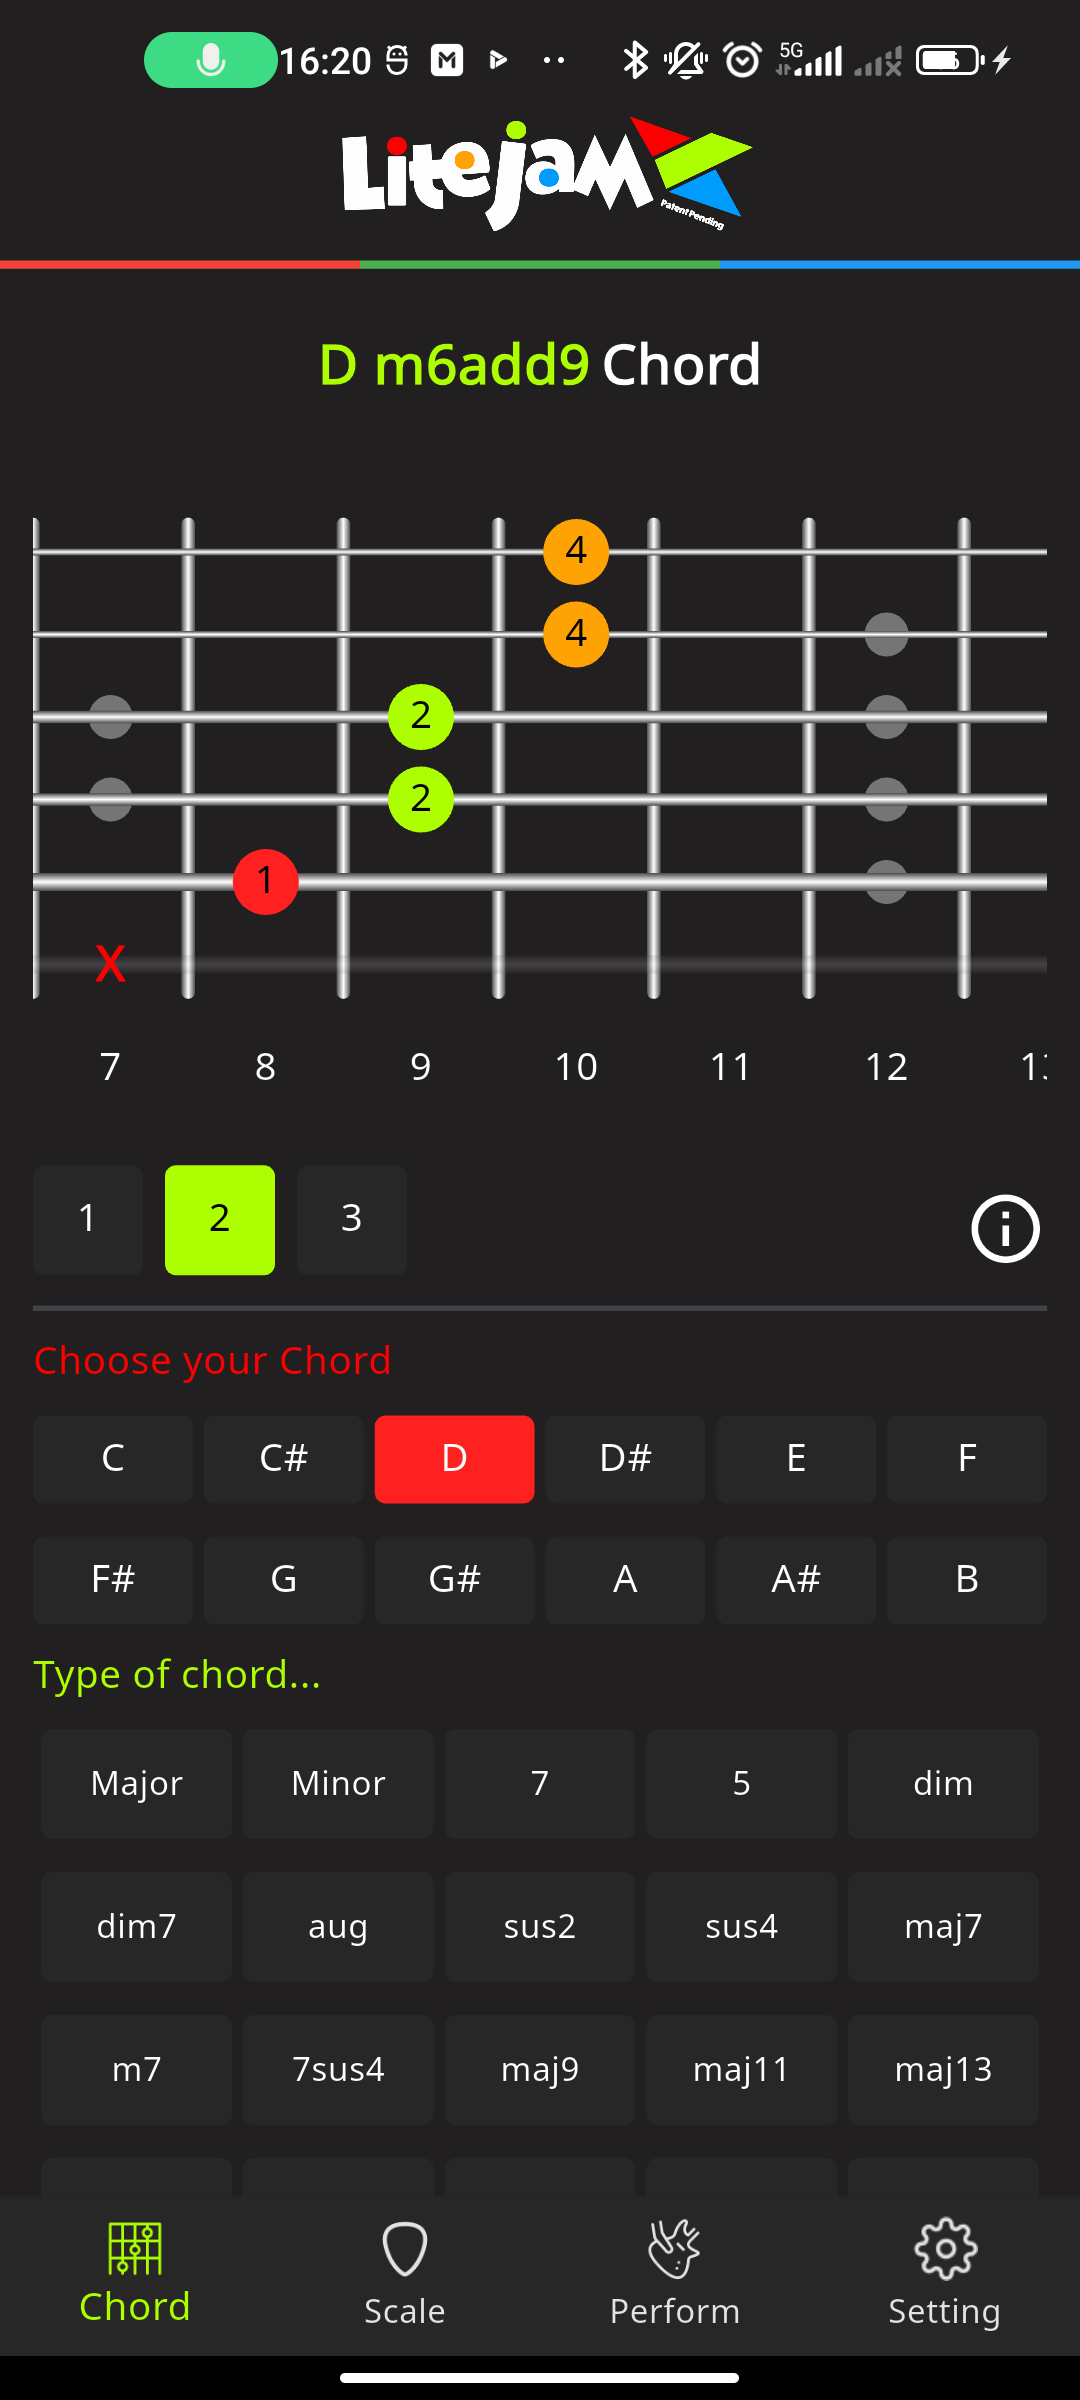 16:20 5G
LitejaM
Patent Pending
D m6add9 Chord
4
4
2
2
1
X
7 8 9 10 11 12
1 2 3
Choose your Chord
C C# D D# E F
F# G G# A A# B
Type of chord...
Major Minor 7 5 dim
dim7 aug sus2 sus4 maj7
m7 7sus4 maj9 maj11 maj13
Chord Scale Perform Setting